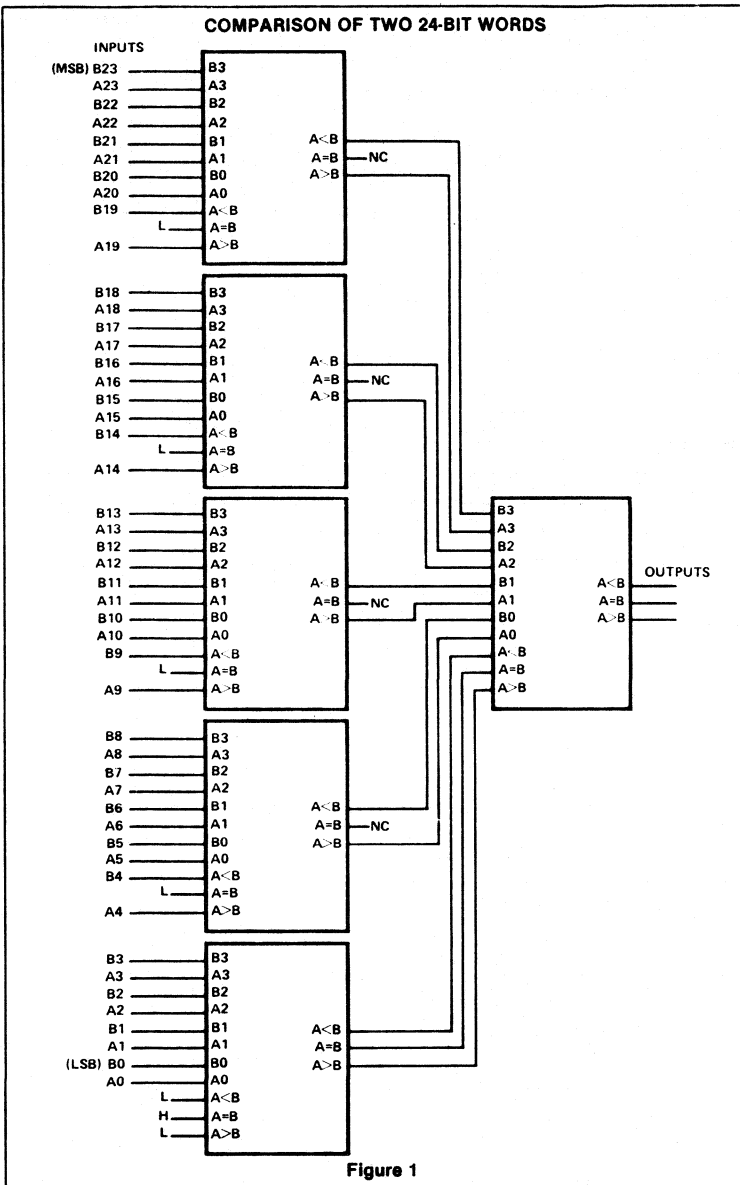 COMPARISON OF TWO 24-BIT WORDS
INPUTS
(MSB) B23 B3
A23 A3
B22 B2
A22 A2
B21 B1 A<B
A21 A1 A=B NC
B20 B0 A>B
A20 A0
B19 A<B
L A=B
A19 A>B
B18 B3
A18 A3
B17 B2
A17 A2
B16 B1 A<B
A16 A1 A=B NC
B15 B0 A>B
A15 A0
B14 A<B
L A=B
A14 A>B
B13 B3
A13 A3
B12 B2
A12 A2
B11 B1 A<B
A11 A1 A=B NC
B10 B0 A>B
A10 A0
B9 A<B
L A=B
A9 A>B
B3
A3
B2
A2
B1 A<B OUTPUTS
A1 A=B
B0 A>B
A0
A<B
A=B
A>B
B8 B3
A8 A3
B7 B2
A7 A2
B6 B1 A<B
A6 A1 A=B NC
B5 B0 A>B
A5 A0
B4 A<B
L A=B
A4 A>B
B3 B3
A3 A3
B2 B2
A2 A2
B1 B1 A<B
A1 A1 A=B
(LSB) B0 B0 A>B
A0 A0
L A<B
H A=B
L A>B
Figure 1